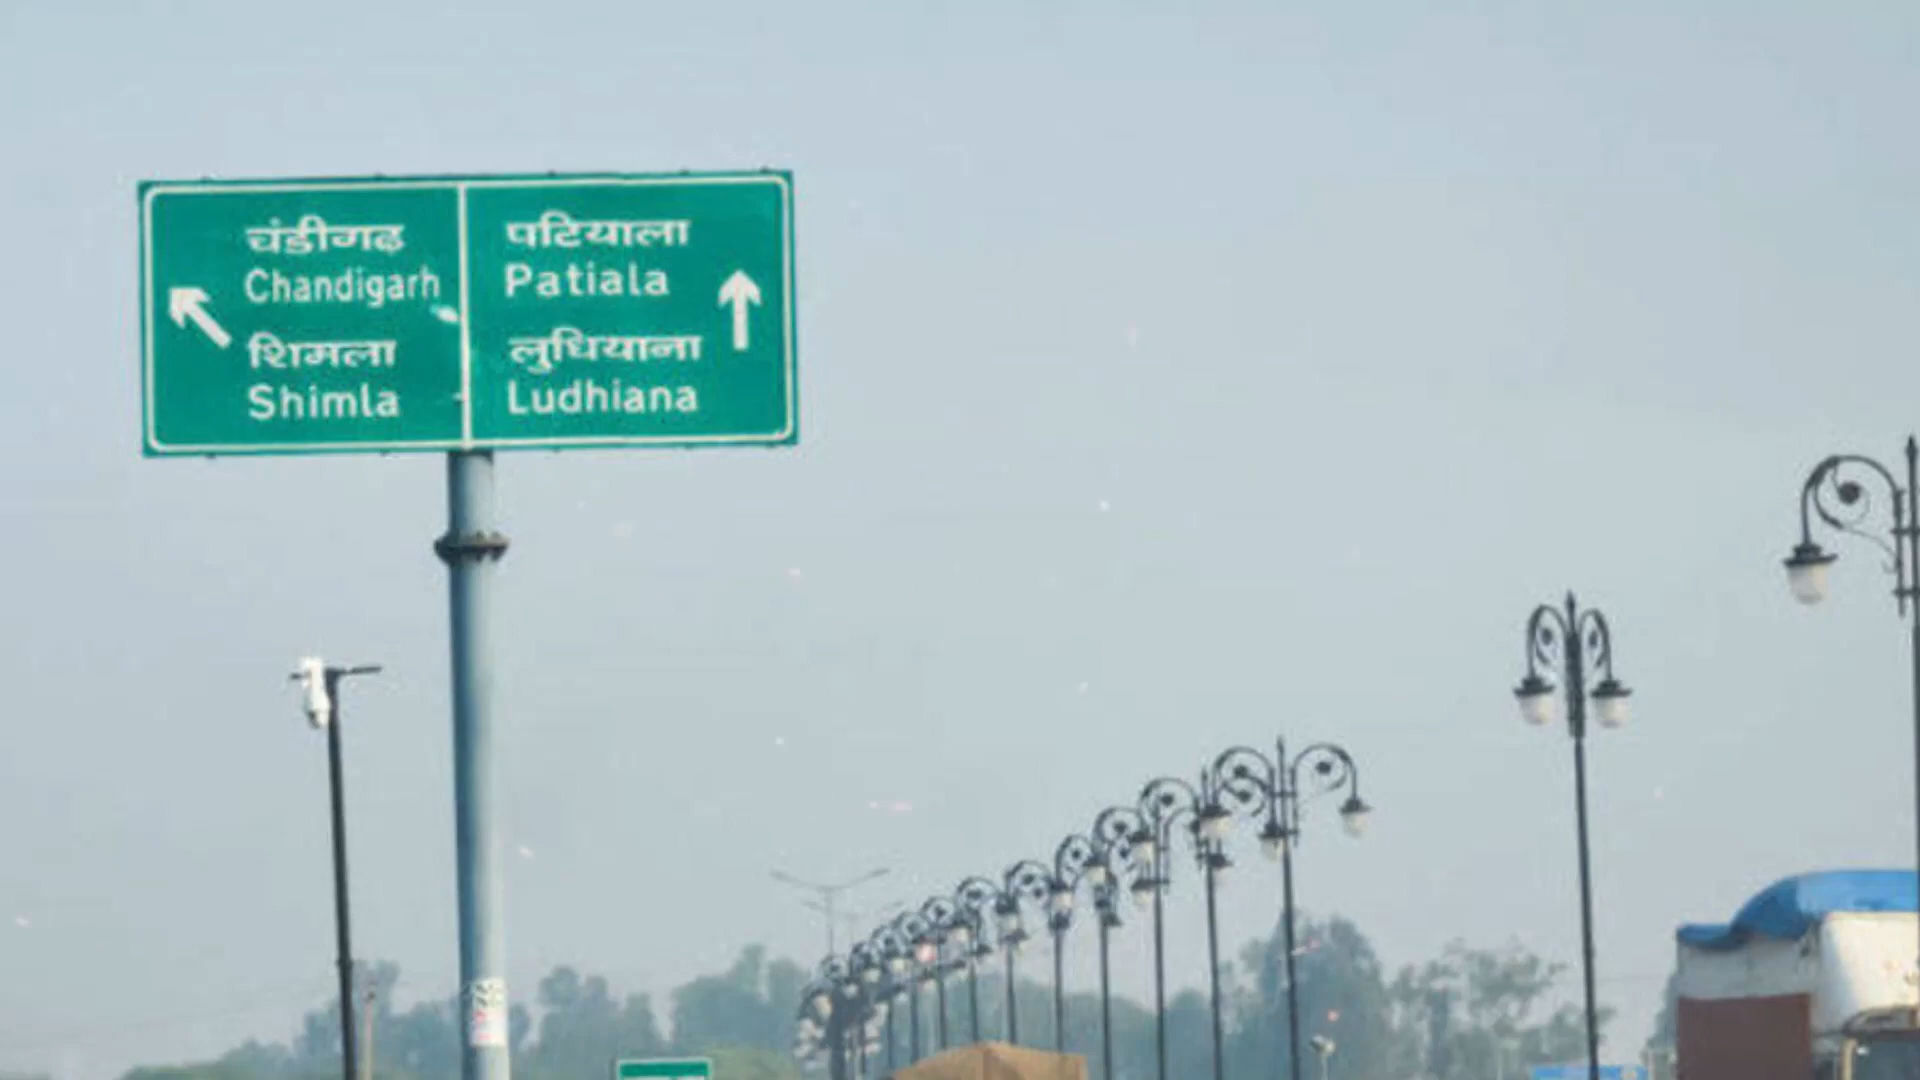 चंडीगढ़
Chandigarh
शिमला
Shimla
पटियाला
Patiala
लुधियाना
Ludhiana